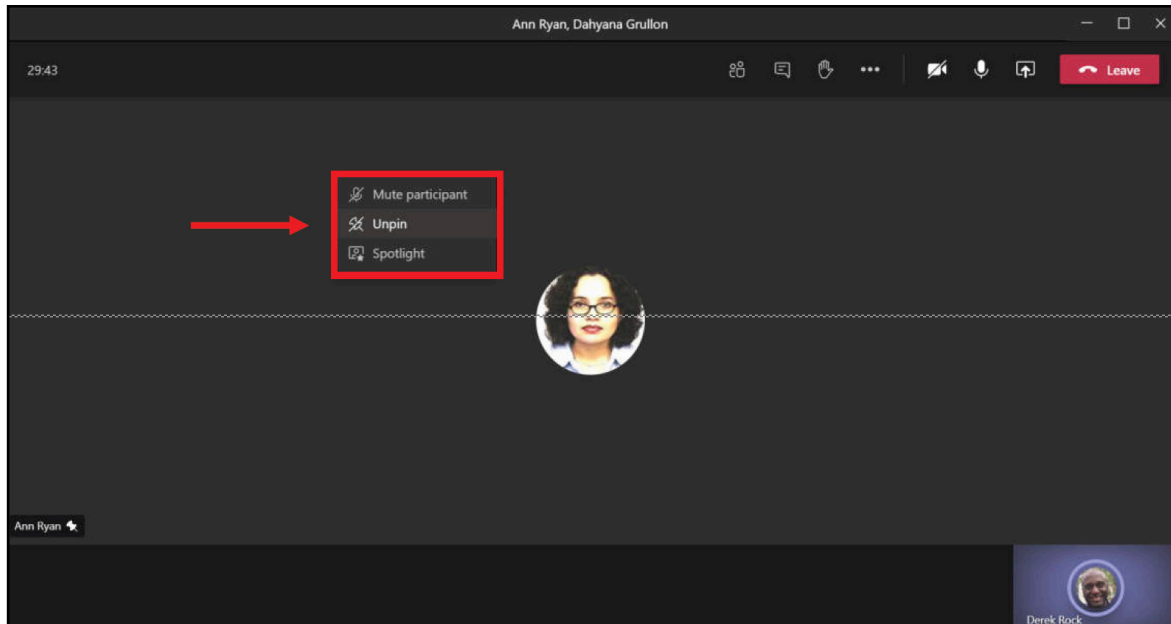 Ann Ryan, Dahyana Grullon
29:43
Leave
Mute participant
Unpin
Spotlight
Ann Ryan
Derek Rock